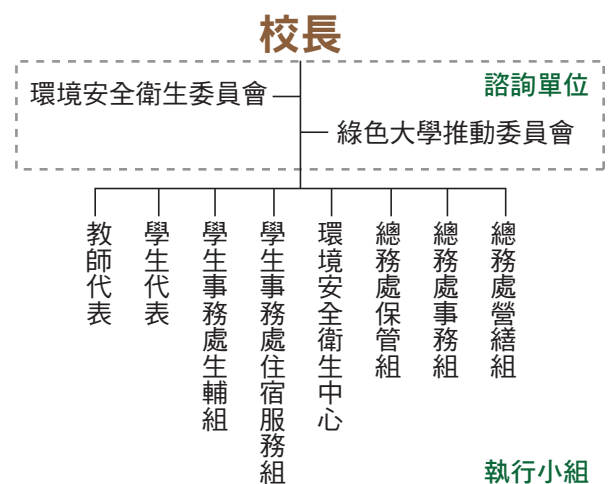 校長
諮詢單位
環境安全衛生委員會
綠色大學推動委員會
教師代表
學生代表
學生事務處生輔組
學生事務處住宿服務組
環境安全衛生中心
總務處保管組
總務處事務組
總務處營繕組
執行小組